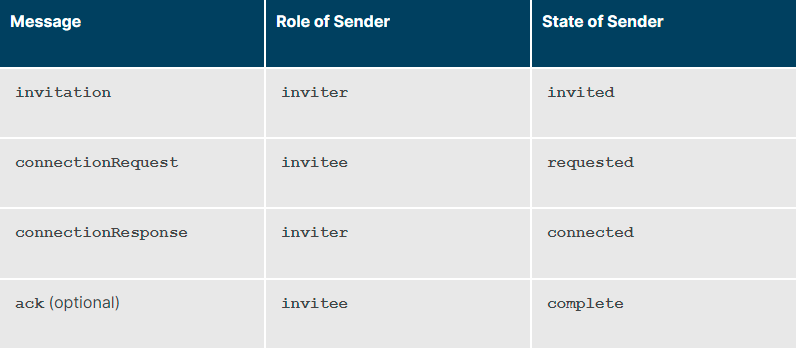 Message Role of Sender State of Sender
invitation inviter invited
connectionRequest invitee requested
connectionResponse inviter connected
ack (optional) invitee complete